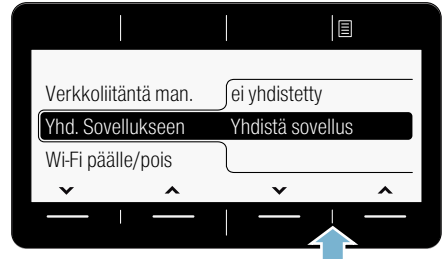 Verkkoliitäntä man. ei yhdistetty
Yhd. Sovellukseen Yhdistä sovellus
Wi-Fi päälle/pois